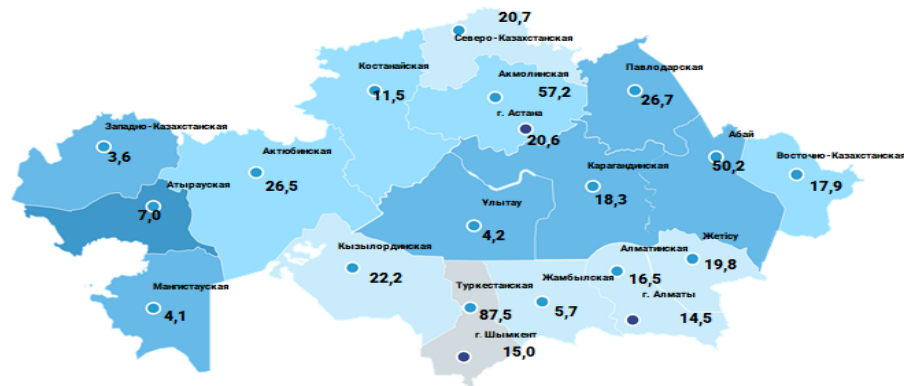 20,7
Северо-Казахстанская
Костанайская
11,5
Акмолинская
57,2
г. Астана
20,6
Павлодарская
26,7
Западно-Казахстанская
3,6
Актюбинская
26,5
Атырауская
7,0
Абай
50,2
Восточно-Казахстанская
17,9
Карагандинская
18,3
Ұлытау
4,2
Кызылординская
22,2
Мангистауская
4,1
Туркестанская
87,5
г. Шымкент
15,0
Жамбылская
5,7
Алматинская
16,5
Жетісу
19,8
г. Алматы
14,5